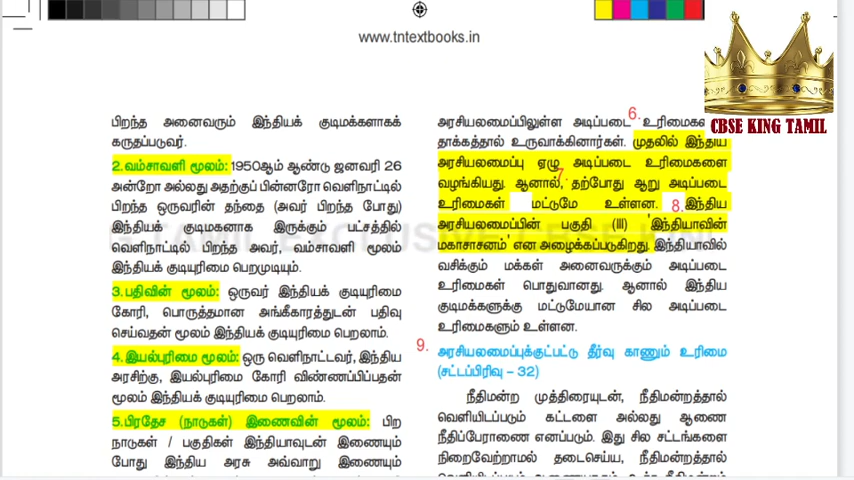 www.tntextbooks.in
CBSE KING TAMIL
பிறந்த அனைவரும் இந்தியக் குடிமக்களாகக்
கருதப்படுவர்.
2.வம்சாவளி மூலம்: 1950ஆம் ஆண்டு ஜனவரி 26
அன்றோ அல்லது அதற்குப் பின்னரோ வெளிநாட்டில்
பிறந்த ஒருவரின் தந்தை (அவர் பிறந்த போது)
இந்தியக் குடிமகனாக இருக்கும் பட்சத்தில்
வெளிநாட்டில் பிறந்த அவர், வம்சாவளி மூலம்
இந்தியக் குடியுரிமை பெறமுடியும்.
3.பதிவின் மூலம்: ஒருவர் இந்தியக் குடியுரிமை
கோரி, பொருத்தமான அங்கீகாரத்துடன் பதிவு
செய்வதன் மூலம் இந்தியக் குடியுரிமை பெறலாம்.
4.இயல்புரிமை மூலம்: ஒரு வெளிநாட்டவர், இந்திய
அரசிற்கு, இயல்புரிமை கோரி விண்ணப்பிப்பதன்
மூலம் இந்தியக் குடியுரிமை பெறலாம்.
5.பிரதேச (நாடுகள்) இணைவின் மூலம்: பிற
நாடுகள் / பகுதிகள் இந்தியாவுடன் இணையும்
போது இந்திய அரசு அவ்வாறு இணையும்
6.
அரசியலமைப்பிலுள்ள அடிப்படை
தாக்கத்தால் உருவாக்கினார்கள். முதலில் இந்திய
அரசியலமைப்பு ஏழு அடிப்படை உரிமைகளை
7.
வழங்கியது. ஆனால், தற்போது ஆறு அடிப்படை
உரிமைகள் மட்டுமே உள்ளன. 8. இந்திய
அரசியலமைப்பின் பகுதி (III) 'இந்தியாவின்
மகாசாசனம்' என அழைக்கப்படுகிறது. இந்தியாவில்
வசிக்கும் மக்கள் அனைவருக்கும் அடிப்படை
உரிமைகள் பொதுவானது. ஆனால் இந்திய
குடிமக்களுக்கு மட்டுமேயான சில அடிப்படை
உரிமைகளும் உள்ளன.
9. அரசியலமைப்புக்குட்பட்டு தீர்வு காணும் உரிமை
(சட்டப்பிரிவு – 32)
நீதிமன்ற முத்திரையுடன், நீதிமன்றத்தால்
வெளியிடப்படும் கட்டளை அல்லது ஆணை
நீதிப்பேராணை எனப்படும். இது சில சட்டங்களை
நிறைவேற்றாமல் தடைசெய்ய, நீதிமன்றத்தால்